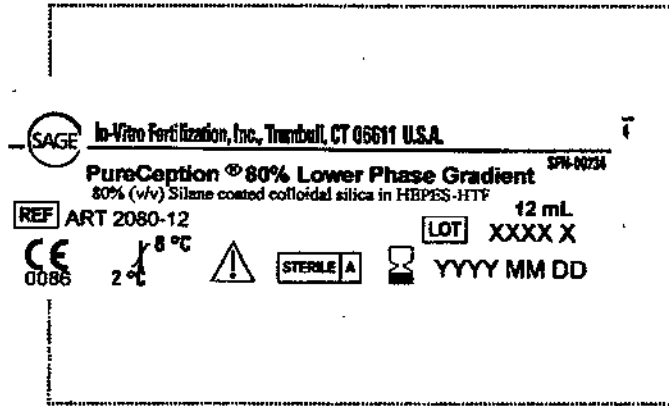 SAGE In-Vitro Fertilization, Inc., Trumbull, CT 06611 U.S.A.
SPN-00234
PureCeption ® 80% Lower Phase Gradient
80% (v/v) Silane coated colloidal silica in HEPES-HTF
12 mL
REF ART 2080-12
LOT XXXX X
CE 0086
2 °C 8 °C
STERILE A
YYYY MM DD